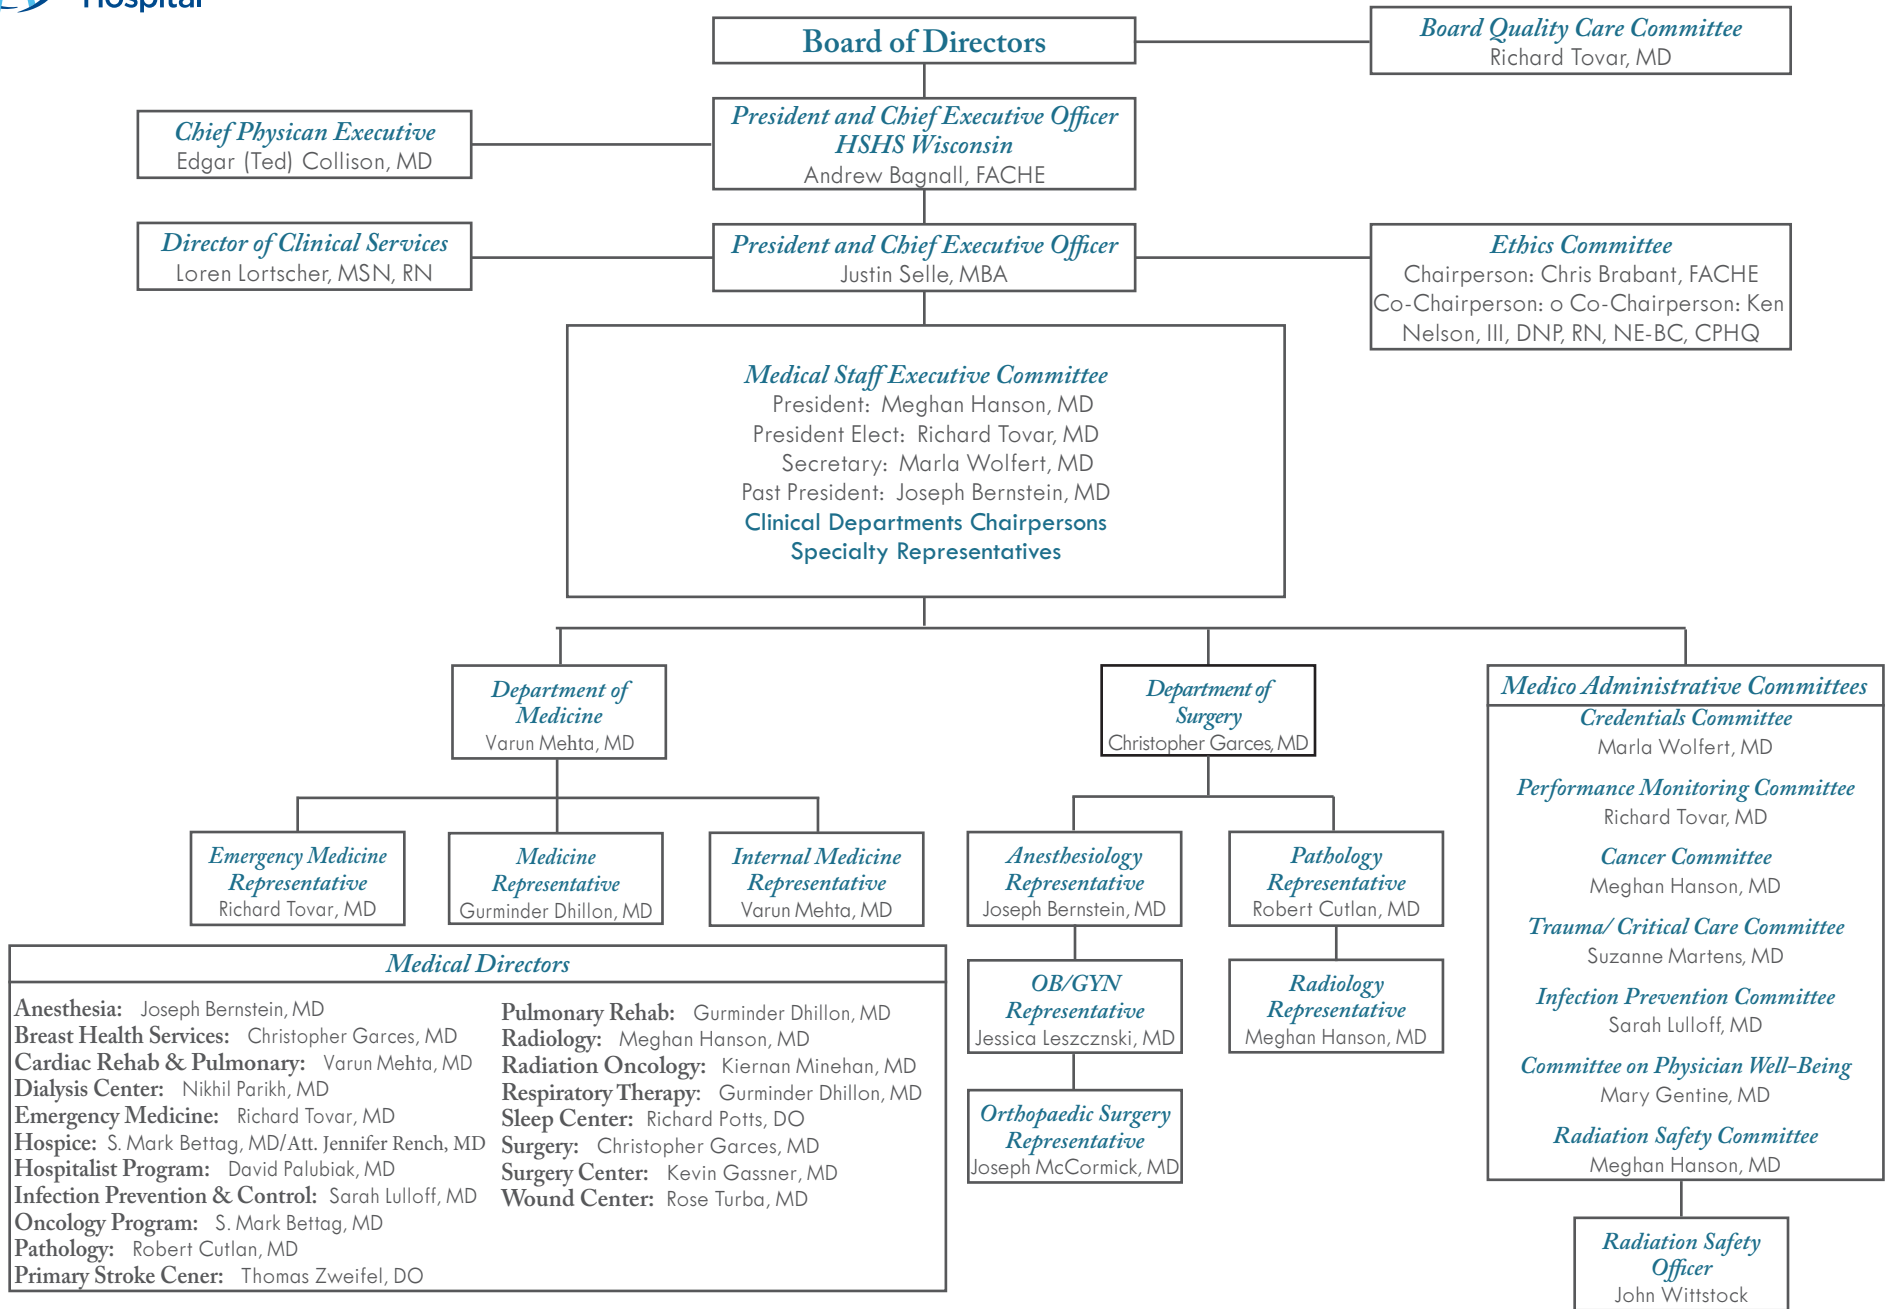 Hospital
Board of Directors
Board Quality Care Committee
Richard Tovar, MD
President and Chief Executive Officer
HSHS Wisconsin
Andrew Bagnall, FACHE
Chief Physican Executive
Edgar (Ted) Collison, MD
Director of Clinical Services
Loren Lortscher, MSN, RN
President and Chief Executive Officer
Justin Selle, MBA
Ethics Committee
Chairperson: Chris Brabant, FACHE
Co-Chairperson: o Co-Chairperson: Ken
Nelson, III, DNP, RN, NE-BC, CPHQ
Medical Staff Executive Committee
President: Meghan Hanson, MD
President Elect: Richard Tovar, MD
Secretary: Marla Wolfert, MD
Past President: Joseph Bernstein, MD
Clinical Departments Chairpersons
Specialty Representatives
Department of
Medicine
Varun Mehta, MD
Department of
Surgery
Christopher Garces, MD
Medico Administrative Committees
Credentials Committee
Marla Wolfert, MD
Performance Monitoring Committee
Richard Tovar, MD
Cancer Committee
Meghan Hanson, MD
Trauma/ Critical Care Committee
Suzanne Martens, MD
Infection Prevention Committee
Sarah Lulloff, MD
Committee on Physician Well-Being
Mary Gentine, MD
Radiation Safety Committee
Meghan Hanson, MD
Radiation Safety
Officer
John Wittstock
Emergency Medicine
Representative
Richard Tovar, MD
Medicine
Representative
Gurminder Dhillon, MD
Internal Medicine
Representative
Varun Mehta, MD
Anesthesiology
Representative
Joseph Bernstein, MD
Pathology
Representative
Robert Cutlan, MD
OB/GYN
Representative
Jessica Leszcznski, MD
Radiology
Representative
Meghan Hanson, MD
Orthopaedic Surgery
Representative
Joseph McCormick, MD
Medical Directors
Anesthesia: Joseph Bernstein, MD
Breast Health Services: Christopher Garces, MD
Cardiac Rehab & Pulmonary: Varun Mehta, MD
Dialysis Center: Nikhil Parikh, MD
Emergency Medicine: Richard Tovar, MD
Hospice: S. Mark Bettag, MD/Att. Jennifer Rench, MD
Hospitalist Program: David Palubiak, MD
Infection Prevention & Control: Sarah Lulloff, MD
Oncology Program: S. Mark Bettag, MD
Pathology: Robert Cutlan, MD
Primary Stroke Cener: Thomas Zweifel, DO
Pulmonary Rehab: Gurminder Dhillon, MD
Radiology: Meghan Hanson, MD
Radiation Oncology: Kiernan Minehan, MD
Respiratory Therapy: Gurminder Dhillon, MD
Sleep Center: Richard Potts, DO
Surgery: Christopher Garces, MD
Surgery Center: Kevin Gassner, MD
Wound Center: Rose Turba, MD